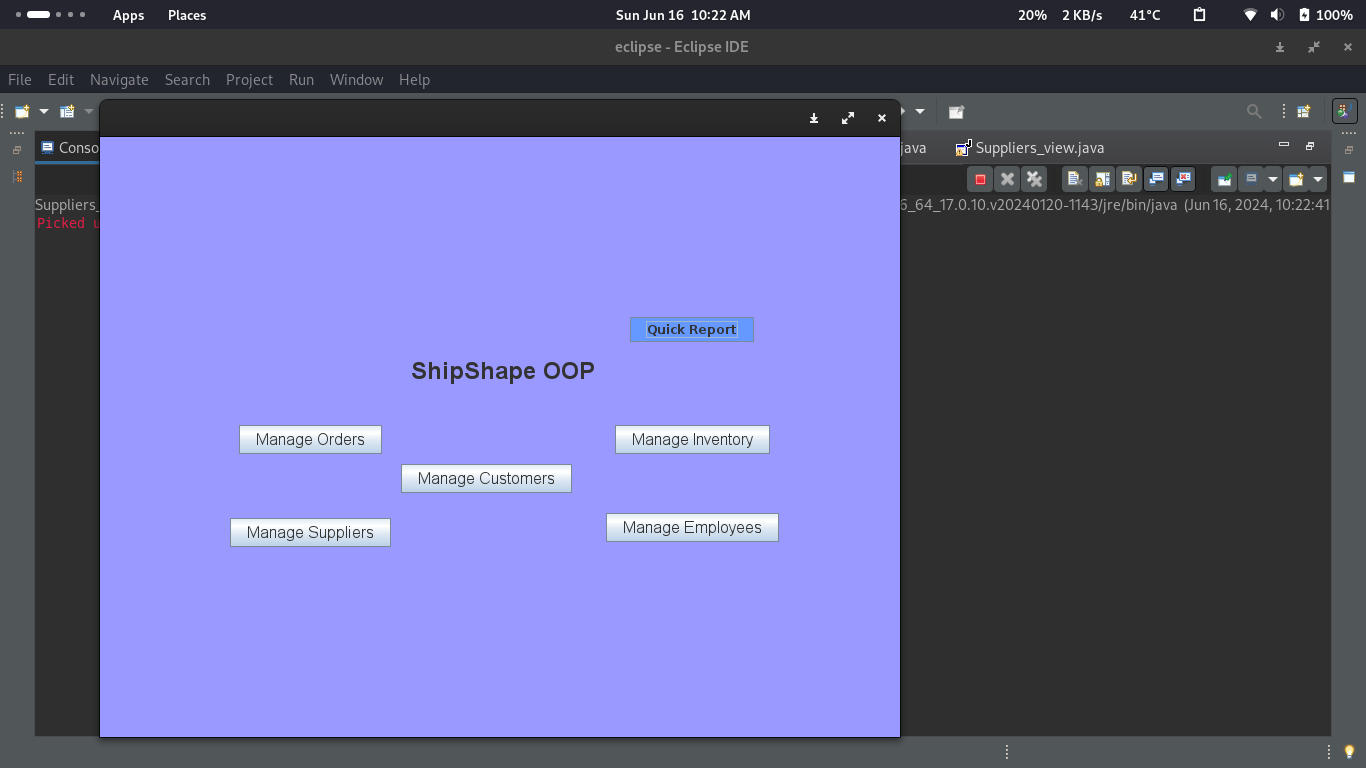 Apps Places Sun Jun 16 10:22 AM 20% 2 KB/s 41°C 100%
eclipse - Eclipse IDE
File Edit Navigate Search Project Run Window Help
Conso java Suppliers_view.java
Suppliers_ 6_64_17.0.10.v20240120-1143/jre/bin/java (Jun 16, 2024, 10:22:41
Picked u
Quick Report
ShipShape OOP
Manage Orders Manage Inventory
Manage Customers
Manage Suppliers Manage Employees